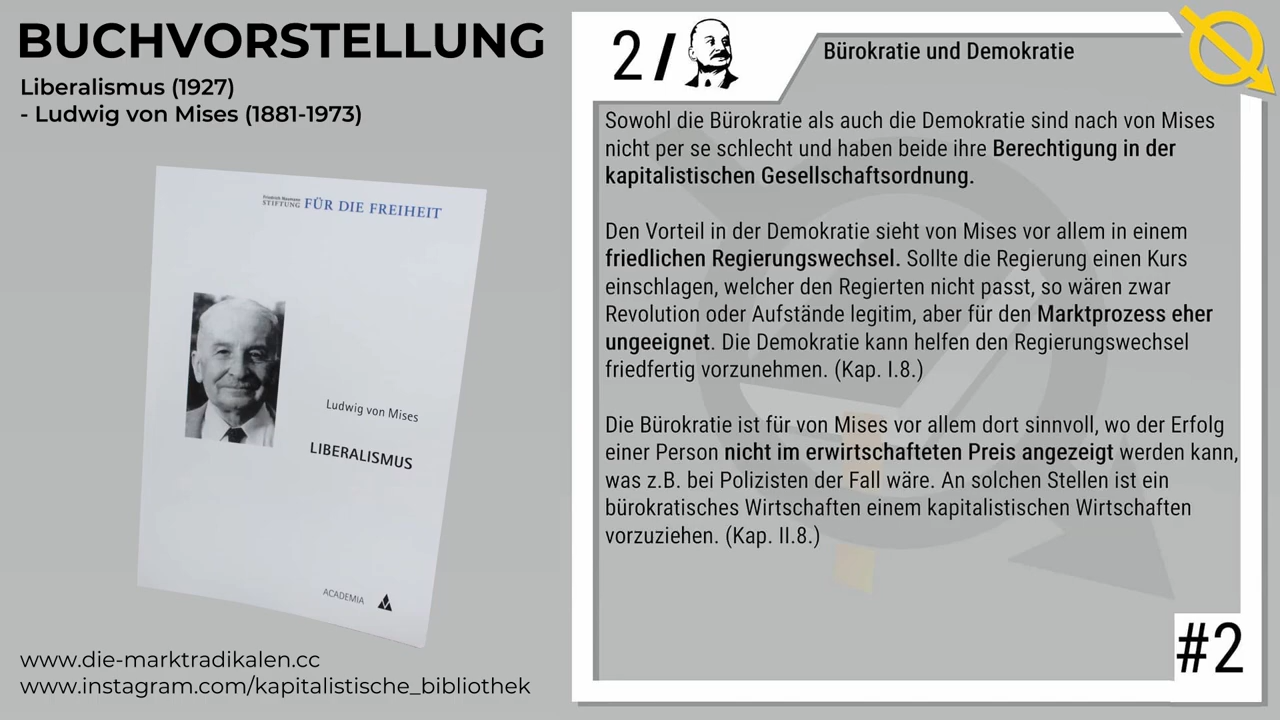 BUCHVORSTELLUNG
Liberalismus (1927)
- Ludwig von Mises (1881-1973)
Friedrich Naumann
STIFTUNG FÜR DIE FREIHEIT
Ludwig von Mises
LIBERALISMUS
ACADEMIA
www.die-marktradikalen.cc
www.instagram.com/kapitalistische_bibliothek
2 /
Bürokratie und Demokratie
Sowohl die Bürokratie als auch die Demokratie sind nach von Mises
nicht per se schlecht und haben beide ihre Berechtigung in der
kapitalistischen Gesellschaftsordnung.
Den Vorteil in der Demokratie sieht von Mises vor allem in einem
friedlichen Regierungswechsel. Sollte die Regierung einen Kurs
einschlagen, welcher den Regierten nicht passt, so wären zwar
Revolution oder Aufstände legitim, aber für den Marktprozess eher
ungeeignet. Die Demokratie kann helfen den Regierungswechsel
friedfertig vorzunehmen. (Kap. I.8.)
Die Bürokratie ist für von Mises vor allem dort sinnvoll, wo der Erfolg
einer Person nicht im erwirtschafteten Preis angezeigt werden kann,
was z.B. bei Polizisten der Fall wäre. An solchen Stellen ist ein
bürokratisches Wirtschaften einem kapitalistischen Wirtschaften
vorzuziehen. (Kap. II.8.)
#2